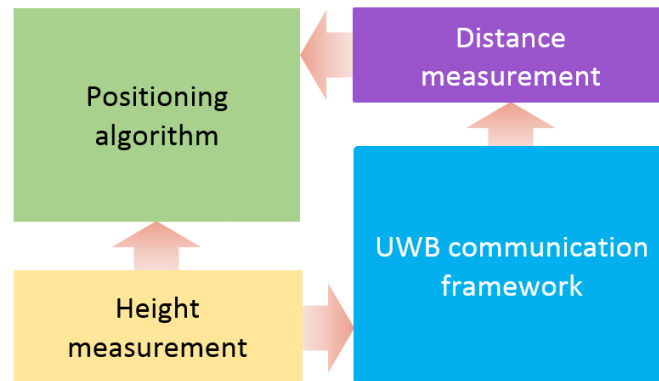 Positioning
algorithm
Distance
measurement
UWB communication
framework
Height
measurement